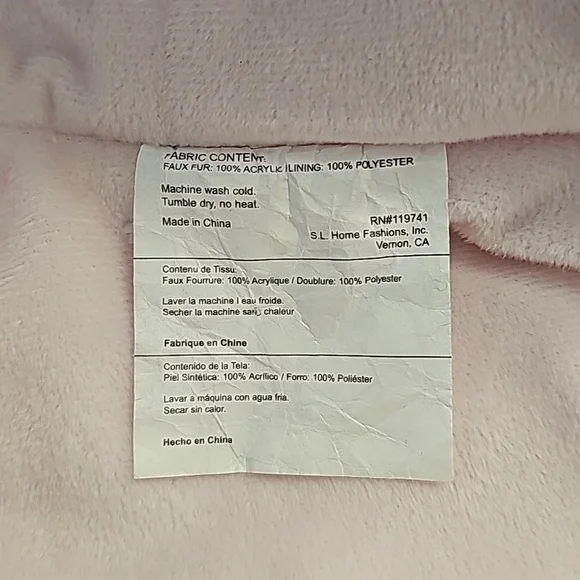 FABRIC CONTENT:
FAUX FUR: 100% ACRYLIC \LINING: 100% POLYESTER
Machine wash cold.
Tumble dry, no heat.
Made in China
RN#119741
S.L. Home Fashions, Inc.
Vernon, CA
Contenu de Tissu:
Faux Fourrure: 100% Acrylique / Doublure: 100% Polyester
Laver la machine l eau froide.
Secher la machine sans chaleur
Fabrique en Chine
Contenido de la Tela:
Piel Sintética: 100% Acrílico / Forro: 100% Poliéster
Lavar a máquina con agua fria.
Secar sin calor.
Hecho en China